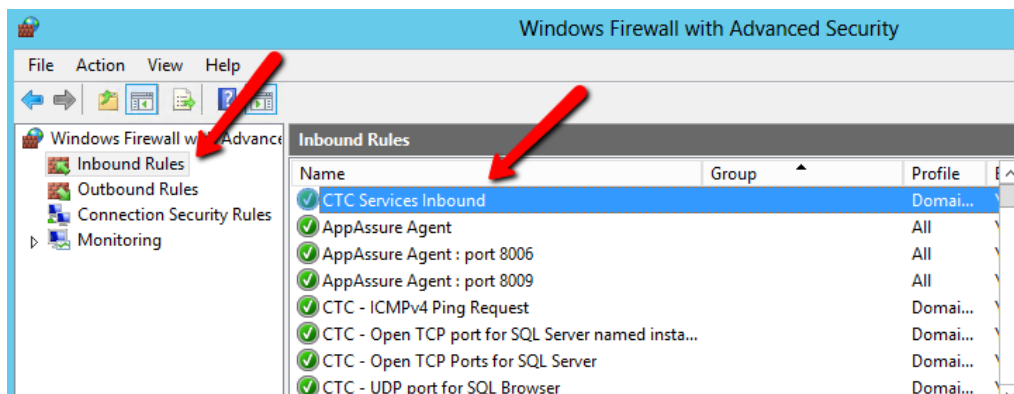 Windows Firewall with Advanced Security
File Action View Help
Windows Firewall w Advance
Inbound Rules
Outbound Rules
Connection Security Rules
Monitoring
Inbound Rules
Name Group Profile
CTC Services Inbound Domai...
AppAssure Agent All
AppAssure Agent : port 8006 All
AppAssure Agent : port 8009 All
CTC - ICMPv4 Ping Request Domai...
CTC - Open TCP port for SQL Server named insta... Domai...
CTC - Open TCP Ports for SQL Server Domai...
CTC - UDP port for SQL Browser Domai...